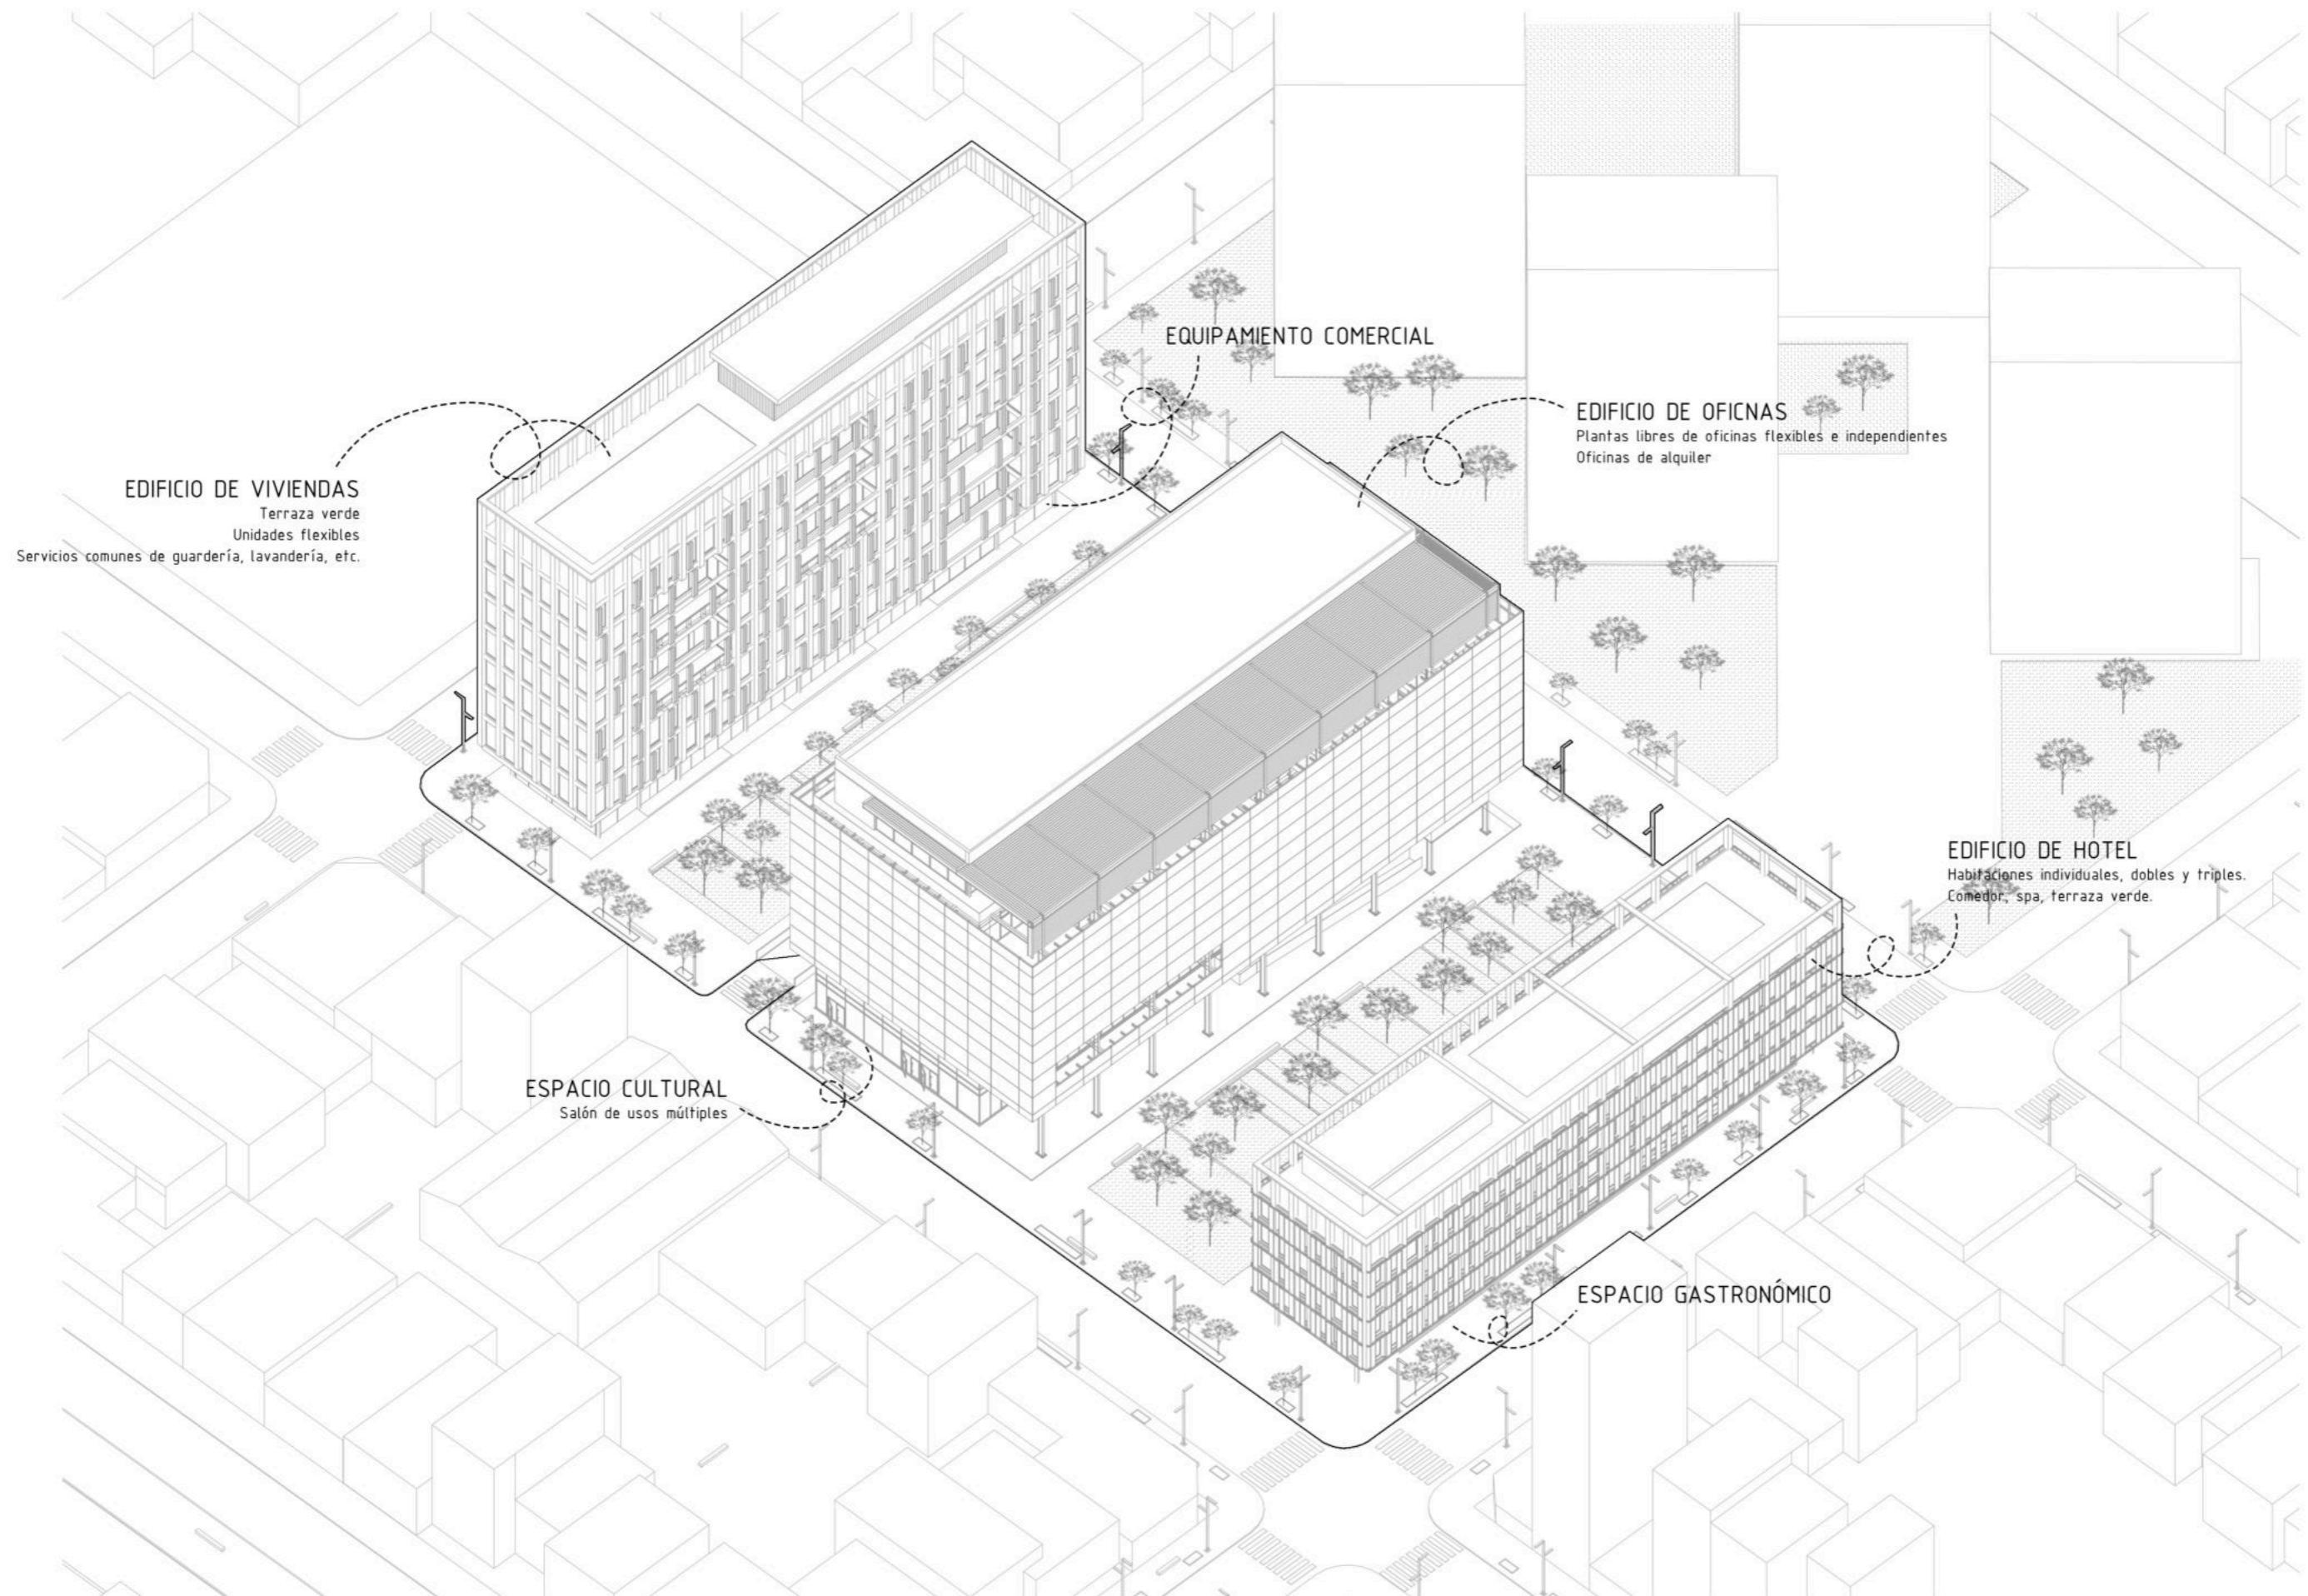 EQUIPAMIENTO COMERCIAL
EDIFICIO DE OFICNAS
Plantas libres de oficinas flexibles e independientes
Oficinas de alquiler
EDIFICIO DE VIVIENDAS
Terraza verde
Unidades flexibles
Servicios comunes de guardería, lavandería, etc.
EDIFICIO DE HOTEL
Habitaciones individuales, dobles y triples.
Comedor, spa, terraza verde.
ESPACIO CULTURAL
Salón de usos múltiples
ESPACIO GASTRONÓMICO